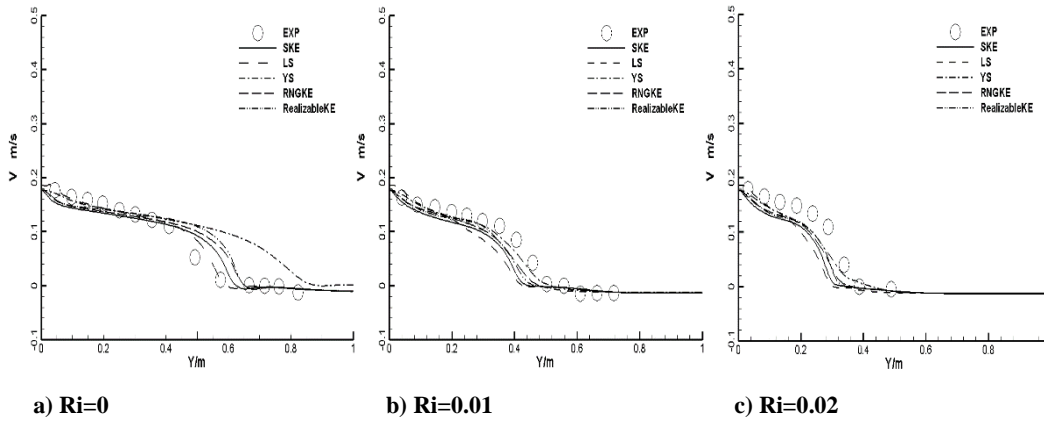 0.5
0.4
0.3
0.2
0.1
0
-0.1
V m/s
EXP
SKE
LS
YS
RNGKE
RealizableKE
0 0.2 0.4 0.6 0.8 1
Y/m
a) Ri=0
0.5
0.4
0.3
0.2
0.1
0
-0.1
V m/s
EXP
SKE
LS
YS
RNGKE
RealizableKE
0 0.2 0.4 0.6 0.8 1
Y/m
b) Ri=0.01
0.5
0.4
0.3
0.2
0.1
0
-0.1
V m/s
EXP
SKE
LS
YS
RNGKE
RealizableKE
0 0.2 0.4 0.6 0.8
Y/m
c) Ri=0.02